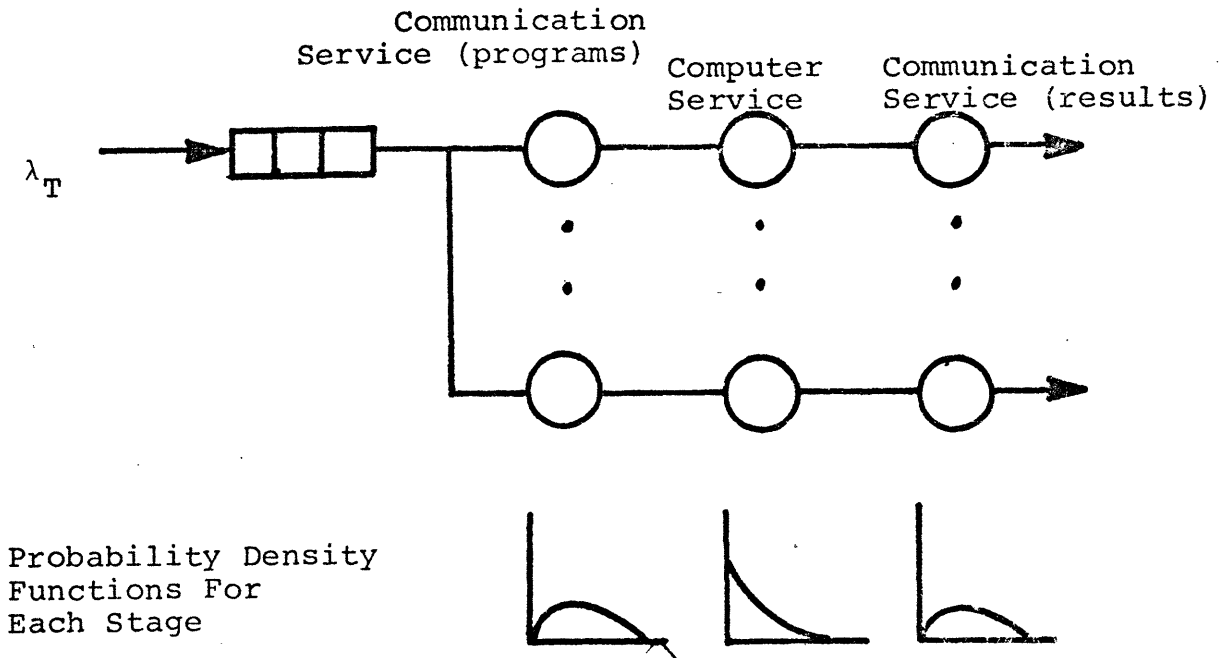 Communication
Service (programs)
Computer
Service
Communication
Service (results)
λT
Probability Density
Functions For
Each Stage